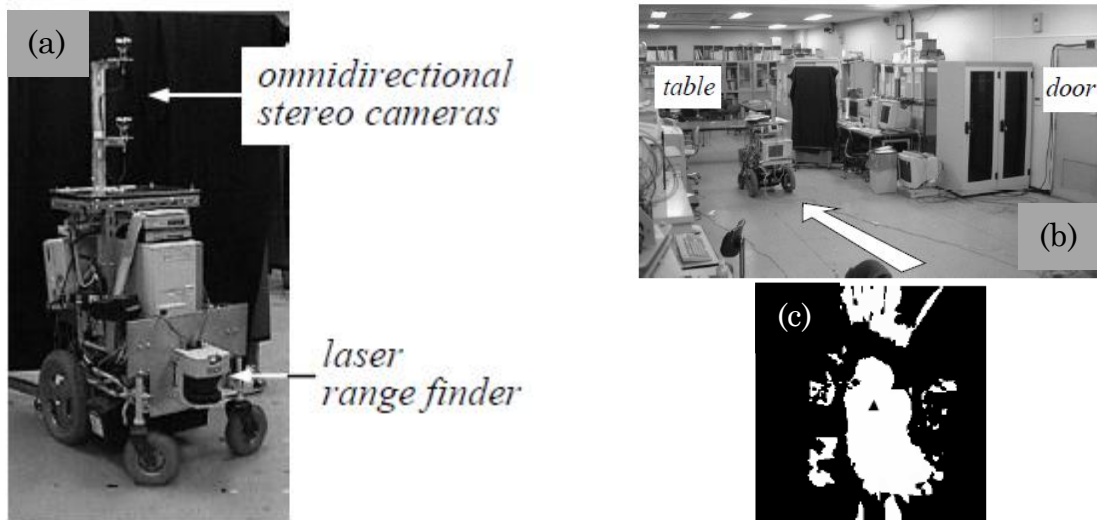 (a)
omnidirectional
stereo cameras
laser
range finder
table
door
(b)
(c)